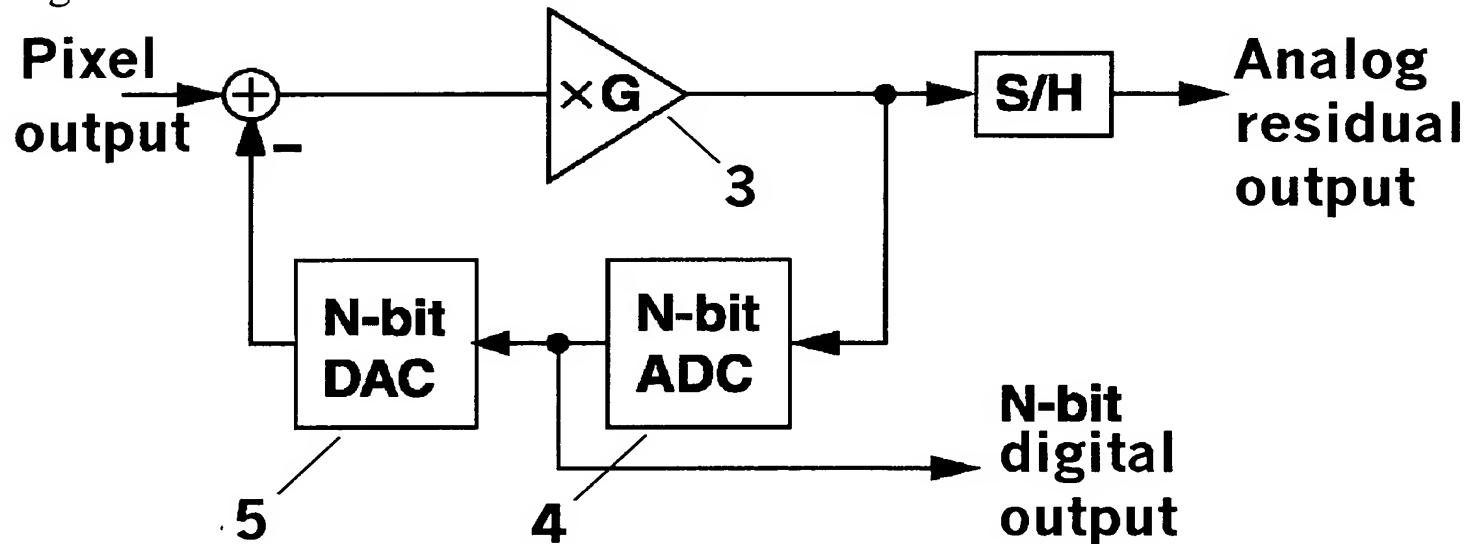 Pixel
output
+
−
×G
3
S/H
Analog
residual
output
N-bit
DAC
5
N-bit
ADC
4
N-bit
digital
output